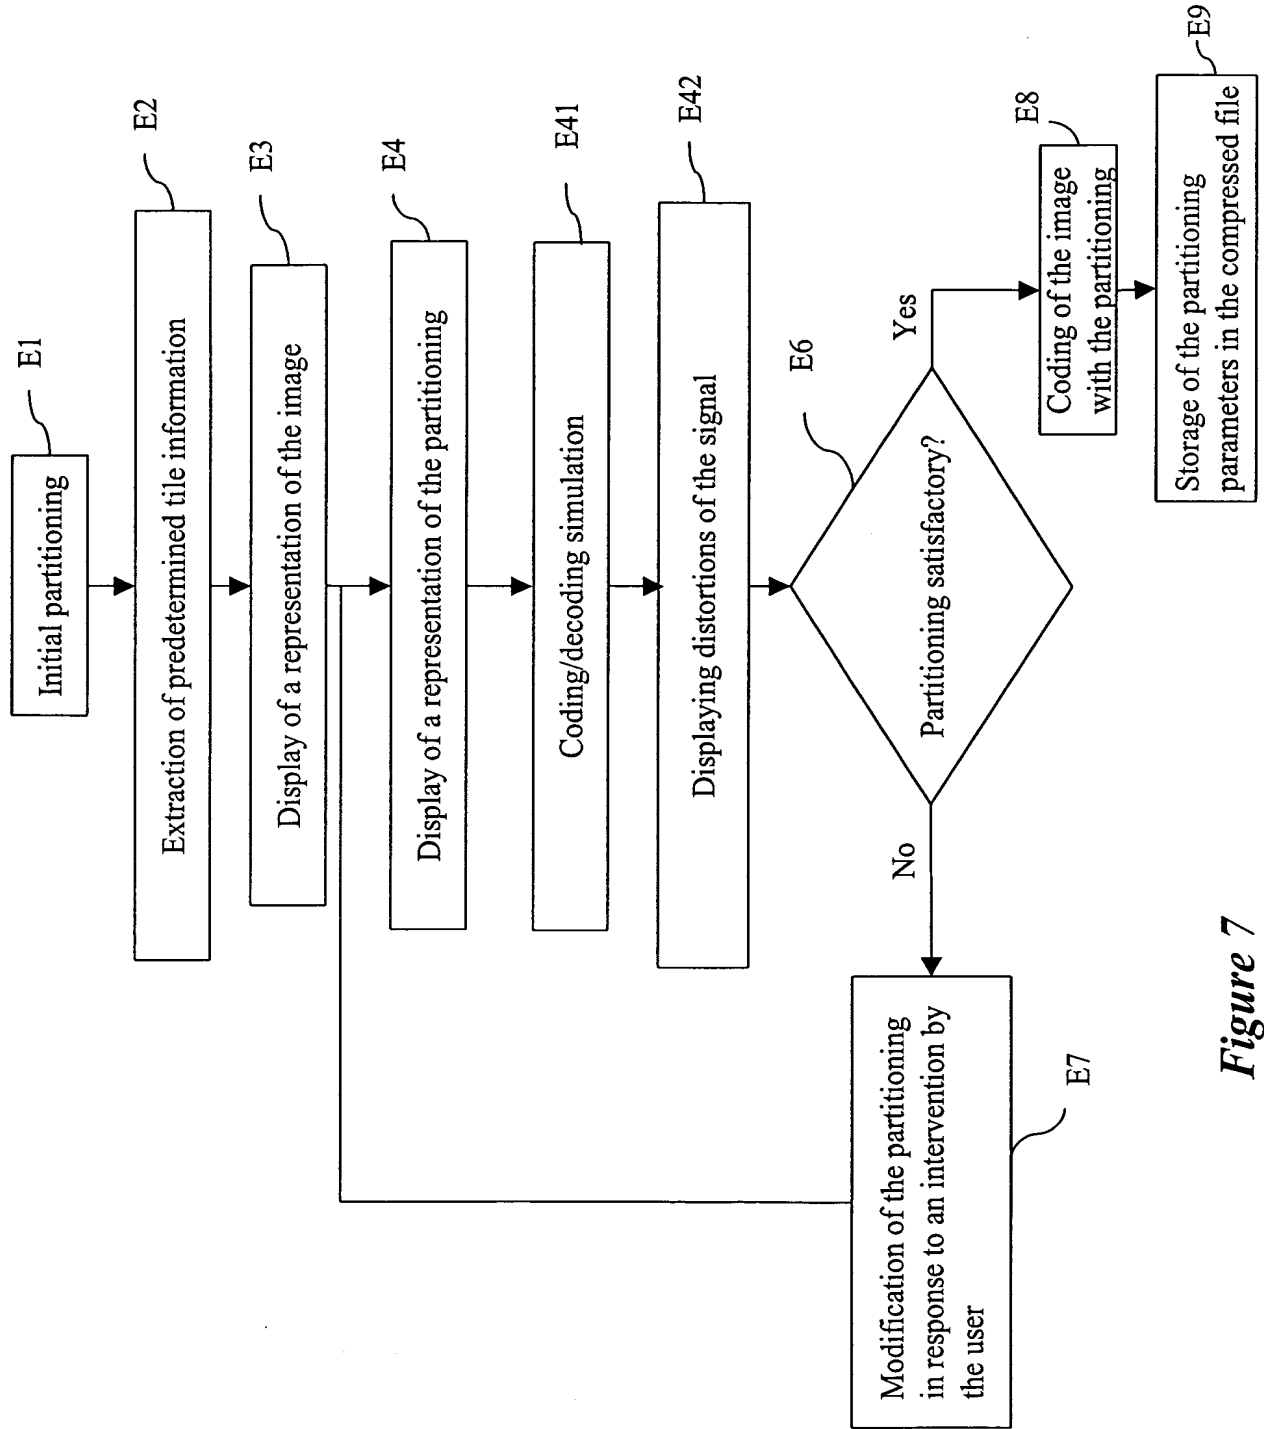 Initial partitioning
E1
Extraction of predetermined tile information
E2
Display of a representation of the image
E3
Display of a representation of the partitioning
E4
Coding/decoding simulation
E41
Displaying distortions of the signal
E42
Partitioning satisfactory?
E6
No
Yes
Modification of the partitioning
in response to an intervention by
the user
E7
Coding of the image
with the partitioning
E8
Storage of the partitioning
parameters in the compressed file
E9
Figure 7